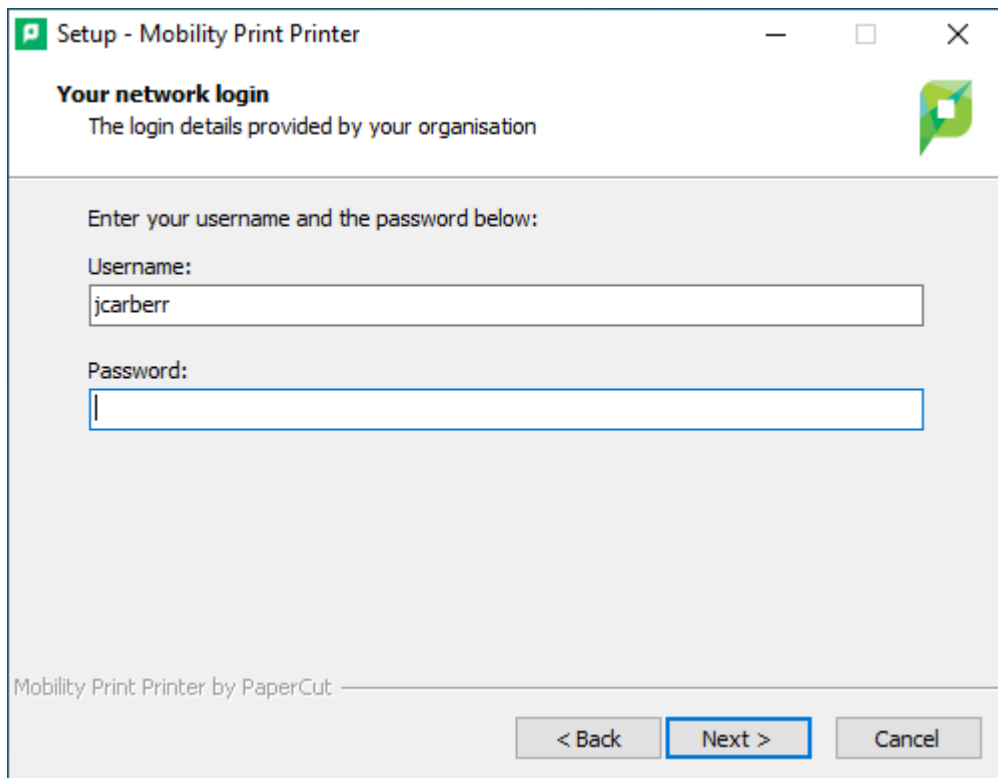 Setup - Mobility Print Printer
Your network login
The login details provided by your organisation
Enter your username and the password below:
Username:
jcarberr
Password:
Mobility Print Printer by PaperCut
< Back Next > Cancel